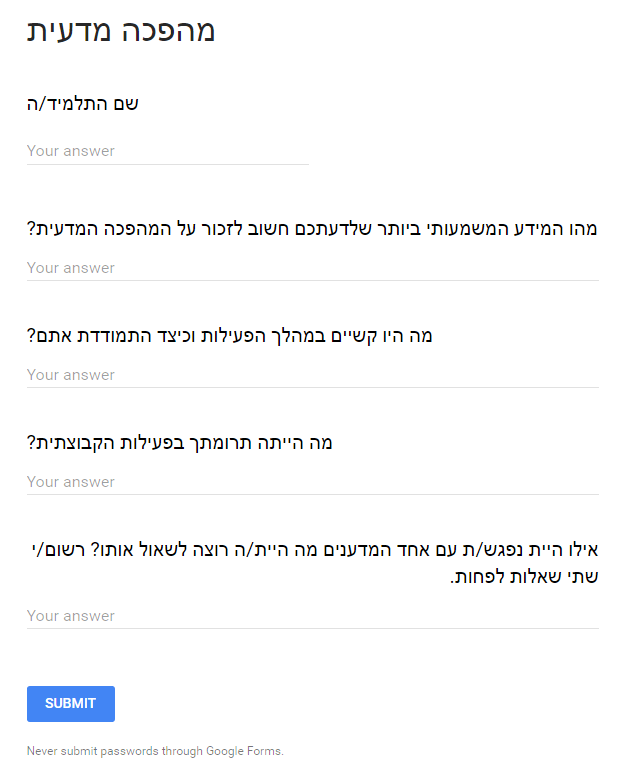 מהפכה מדעית
שם התלמיד/ה
Your answer
מהו המידע המשמעותי ביותר שלדעתכם חשוב לזכור על המהפכה המדעית?
Your answer
מה היו קשיים במהלך הפעילות וכיצד התמודדת אתם?
Your answer
מה הייתה תרומתך בפעילות הקבוצתית?
Your answer
אילו היית נפגש/ת עם אחד המדענים מה היית/ה רוצה לשאול אותו? רשום/י
שתי שאלות לפחות.
Your answer
SUBMIT
Never submit passwords through Google Forms.